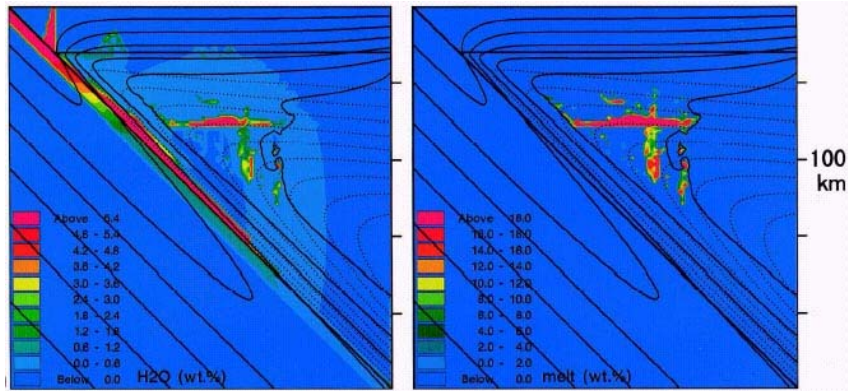 Above 5.4
4.8 - 5.4
4.2 - 4.8
3.6 - 4.2
3.0 - 3.6
2.4 - 3.0
1.8 - 2.4
1.2 - 1.8
0.6 - 1.2
0.0 - 0.6
Below 0.0
H2O (wt.%)
Above 18.0
16.0 - 18.0
14.0 - 16.0
12.0 - 14.0
10.0 - 12.0
8.0 - 10.0
6.0 - 8.0
4.0 - 6.0
2.0 - 4.0
0.0 - 2.0
Below 0.0
melt (wt.%)
100
km